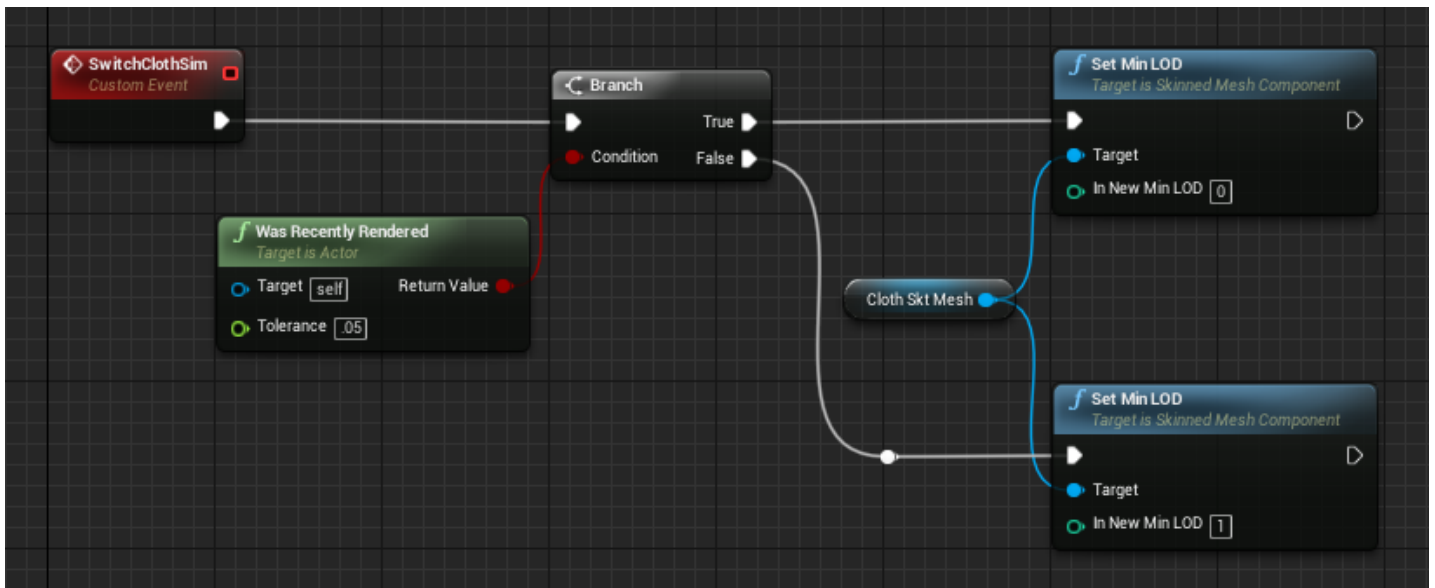 SwitchClothSim
Custom Event
Branch
True
Condition
False
Was Recently Rendered
Target is Actor
Target self
Return Value
Tolerance .05
Cloth Skt Mesh
Set Min LOD
Target is Skinned Mesh Component
Target
In New Min LOD 0
Set Min LOD
Target is Skinned Mesh Component
Target
In New Min LOD 1